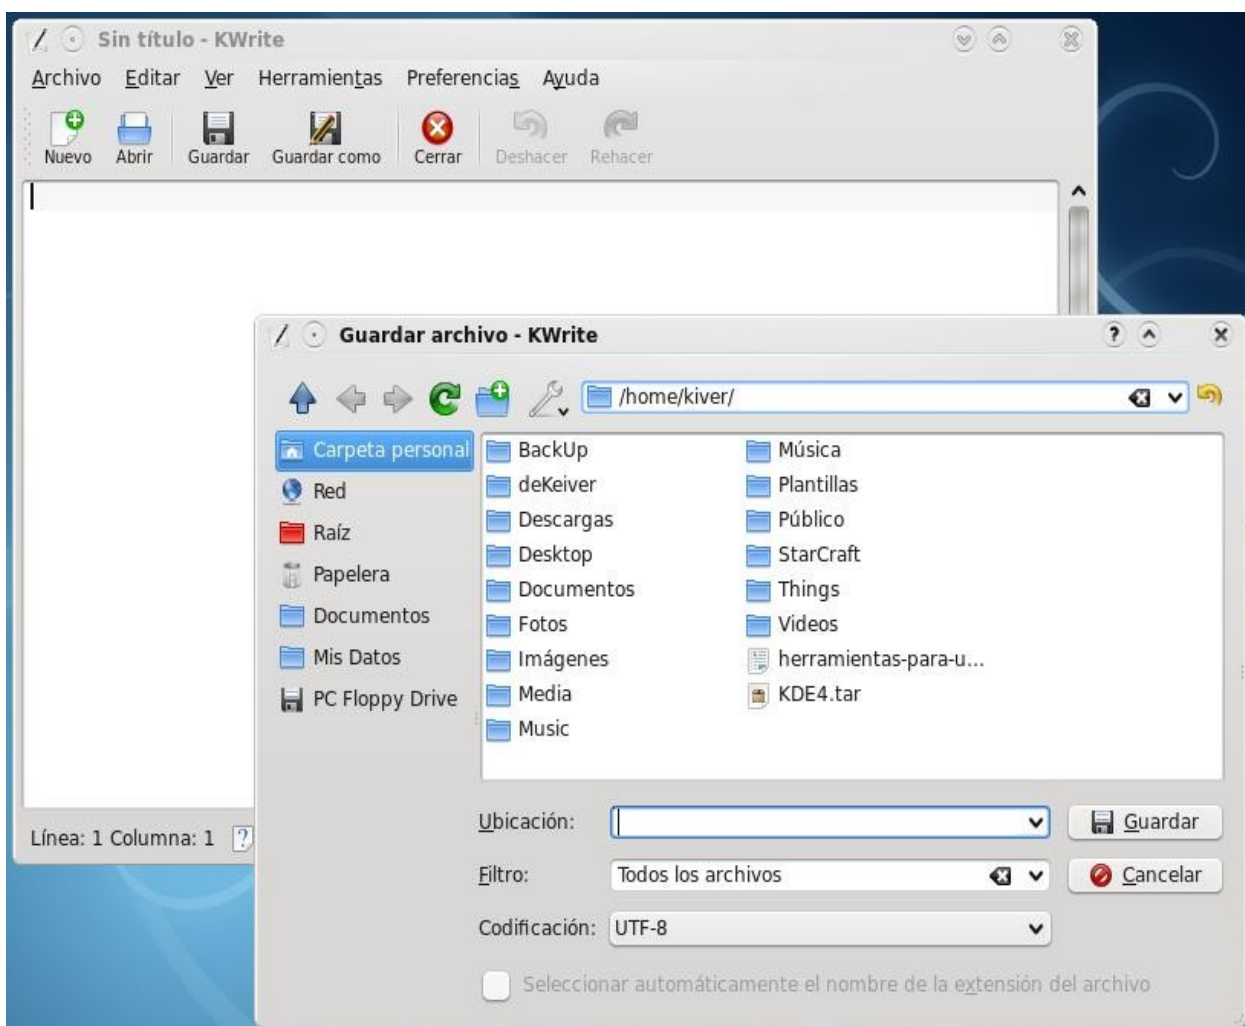 Sin título - KWrite
Archivo Editar Ver Herramientas Preferencias Ayuda
Nuevo Abrir Guardar Guardar como Cerrar Deshacer Rehacer
Guardar archivo - KWrite
/home/kiver/
Carpeta personal
Red
Raíz
Papelera
Documentos
Mis Datos
PC Floppy Drive
BackUp
deKeiver
Descargas
Desktop
Documentos
Fotos
Imágenes
Media
Music
Música
Plantillas
Público
StarCraft
Things
Videos
herramientas-para-u...
KDE4.tar
Ubicación:
Guardar
Filtro: Todos los archivos
Cancelar
Codificación: UTF-8
Seleccionar automáticamente el nombre de la extensión del archivo
Línea: 1 Columna: 1